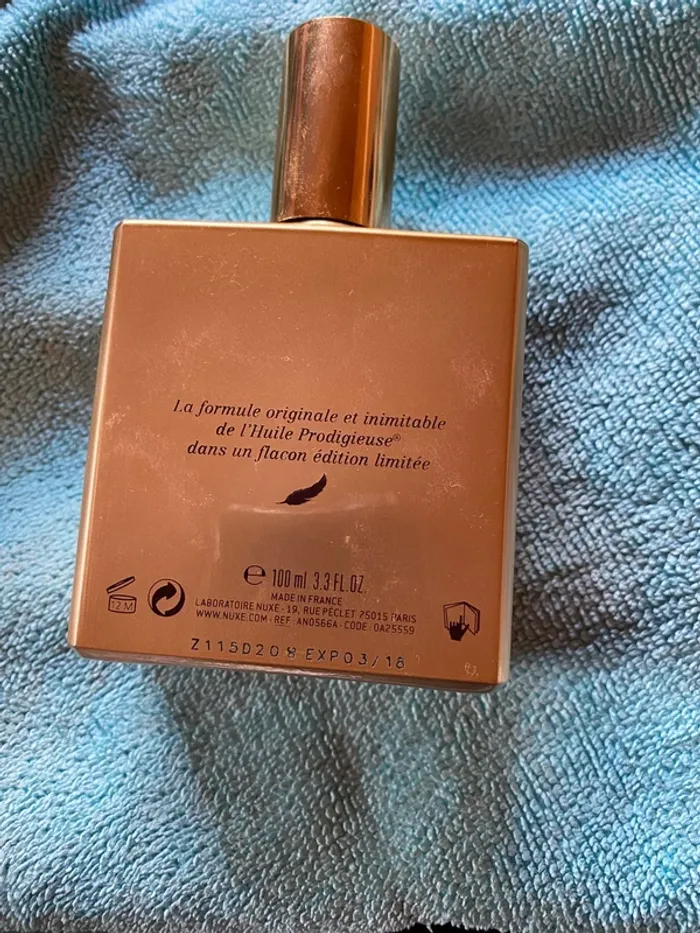 La formule originale et inimitable
de l'Huile Prodigieuse®
dans un flacon édition limitée
℮ 100 ml 3.3 FL.OZ.
MADE IN FRANCE
12 M
LABORATOIRE NUXE - 19, RUE PÉCLET 75015 PARIS
WWW.NUXE.COM - REF : AN0566A - CODE : 0A25559
Z115D208 EXP03/18